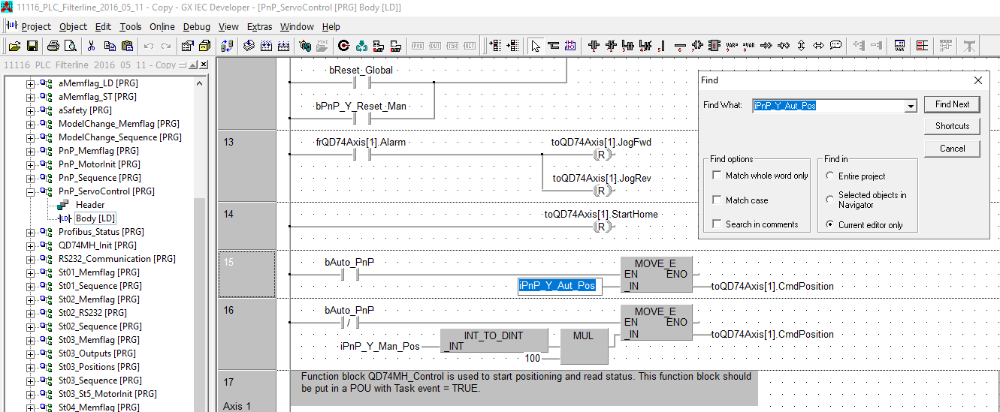 11116_PLC_Filterline_2016_05_11 - Copy - GX IEC Developer - [PnP_ServoControl [PRG] Body [LD]]
Project Object Edit Tools Online Debug View Extras Window Help
11116 PLC Filterline 2016 05 11 - Copy
aMemflag_LD [PRG]
aMemflag_ST [PRG]
aSafety [PRG]
ModelChange_Memflag [PRG]
ModelChange_Sequence [PRG]
PnP_Memflag [PRG]
PnP_MotorInit [PRG]
PnP_Sequence [PRG]
PnP_ServoControl [PRG]
Header
Body [LD]
Profibus_Status [PRG]
QD74MH_Init [PRG]
RS232_Communication [PRG]
St01_Memflag [PRG]
St01_Sequence [PRG]
St02_Memflag [PRG]
St02_RS232 [PRG]
St02_Sequence [PRG]
St03_Memflag [PRG]
St03_Outputs [PRG]
St03_Positions [PRG]
St03_Sequence [PRG]
St03_St5_MotorInit [PRG]
St04_Memflag [PRG]
bReset_Global
bPnP_Y_Reset_Man
13
frQD74Axis[1].Alarm toQD74Axis[1].JogFwd
R
toQD74Axis[1].JogRev
R
14
toQD74Axis[1].StartHome
R
15
bAuto_PnP MOVE_E
EN ENO
iPnP_Y_Aut_Pos _IN toQD74Axis[1].CmdPosition
16
bAuto_PnP MOVE_E
EN ENO
INT_TO_DINT MUL _IN toQD74Axis[1].CmdPosition
iPnP_Y_Man_Pos _INT
100
17
Axis 1
Function block QD74MH_Control is used to start positioning and read status. This function block should
be put in a POU with Task event = TRUE.
Find
Find What: iPnP_Y_Aut_Pos Find Next
Shortcuts
Cancel
Find options
Match whole word only
Match case
Search in comments
Find in
Entire project
Selected objects in
Navigator
Current editor only